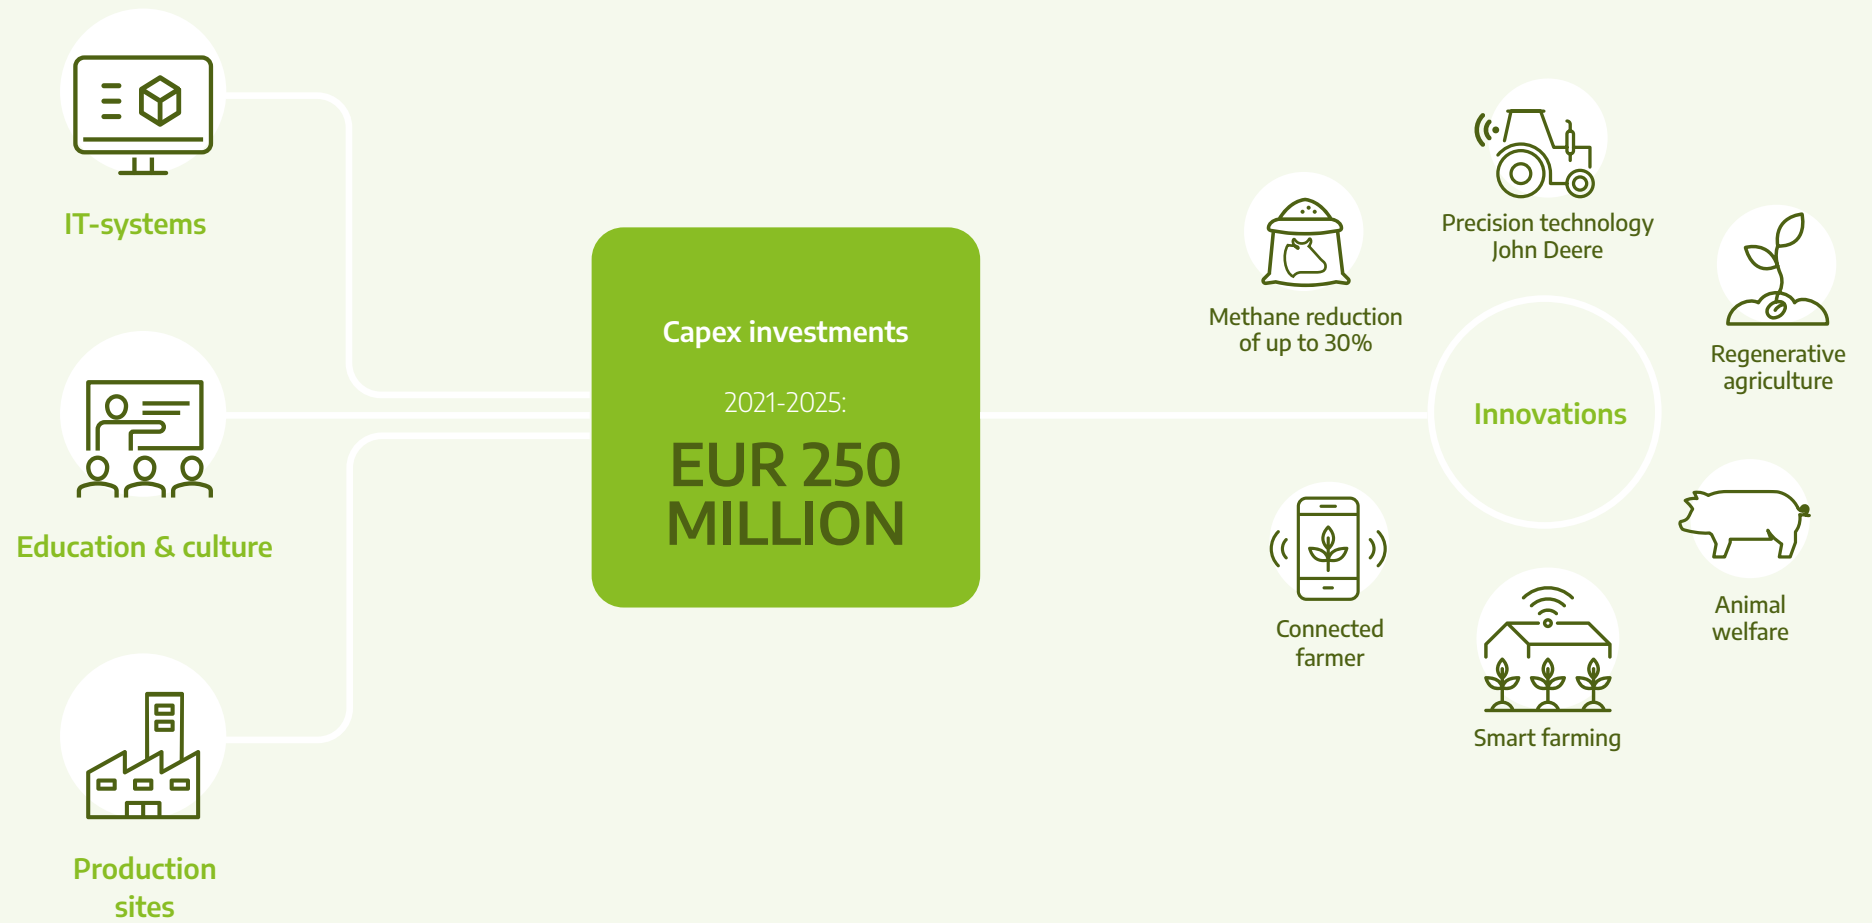 IT-systems
Education & culture
Production
sites
Capex investments
2021-2025:
EUR 250
MILLION
Innovations
Methane reduction
of up to 30%
Precision technology
John Deere
Regenerative
agriculture
Animal
welfare
Smart farming
Connected
farmer